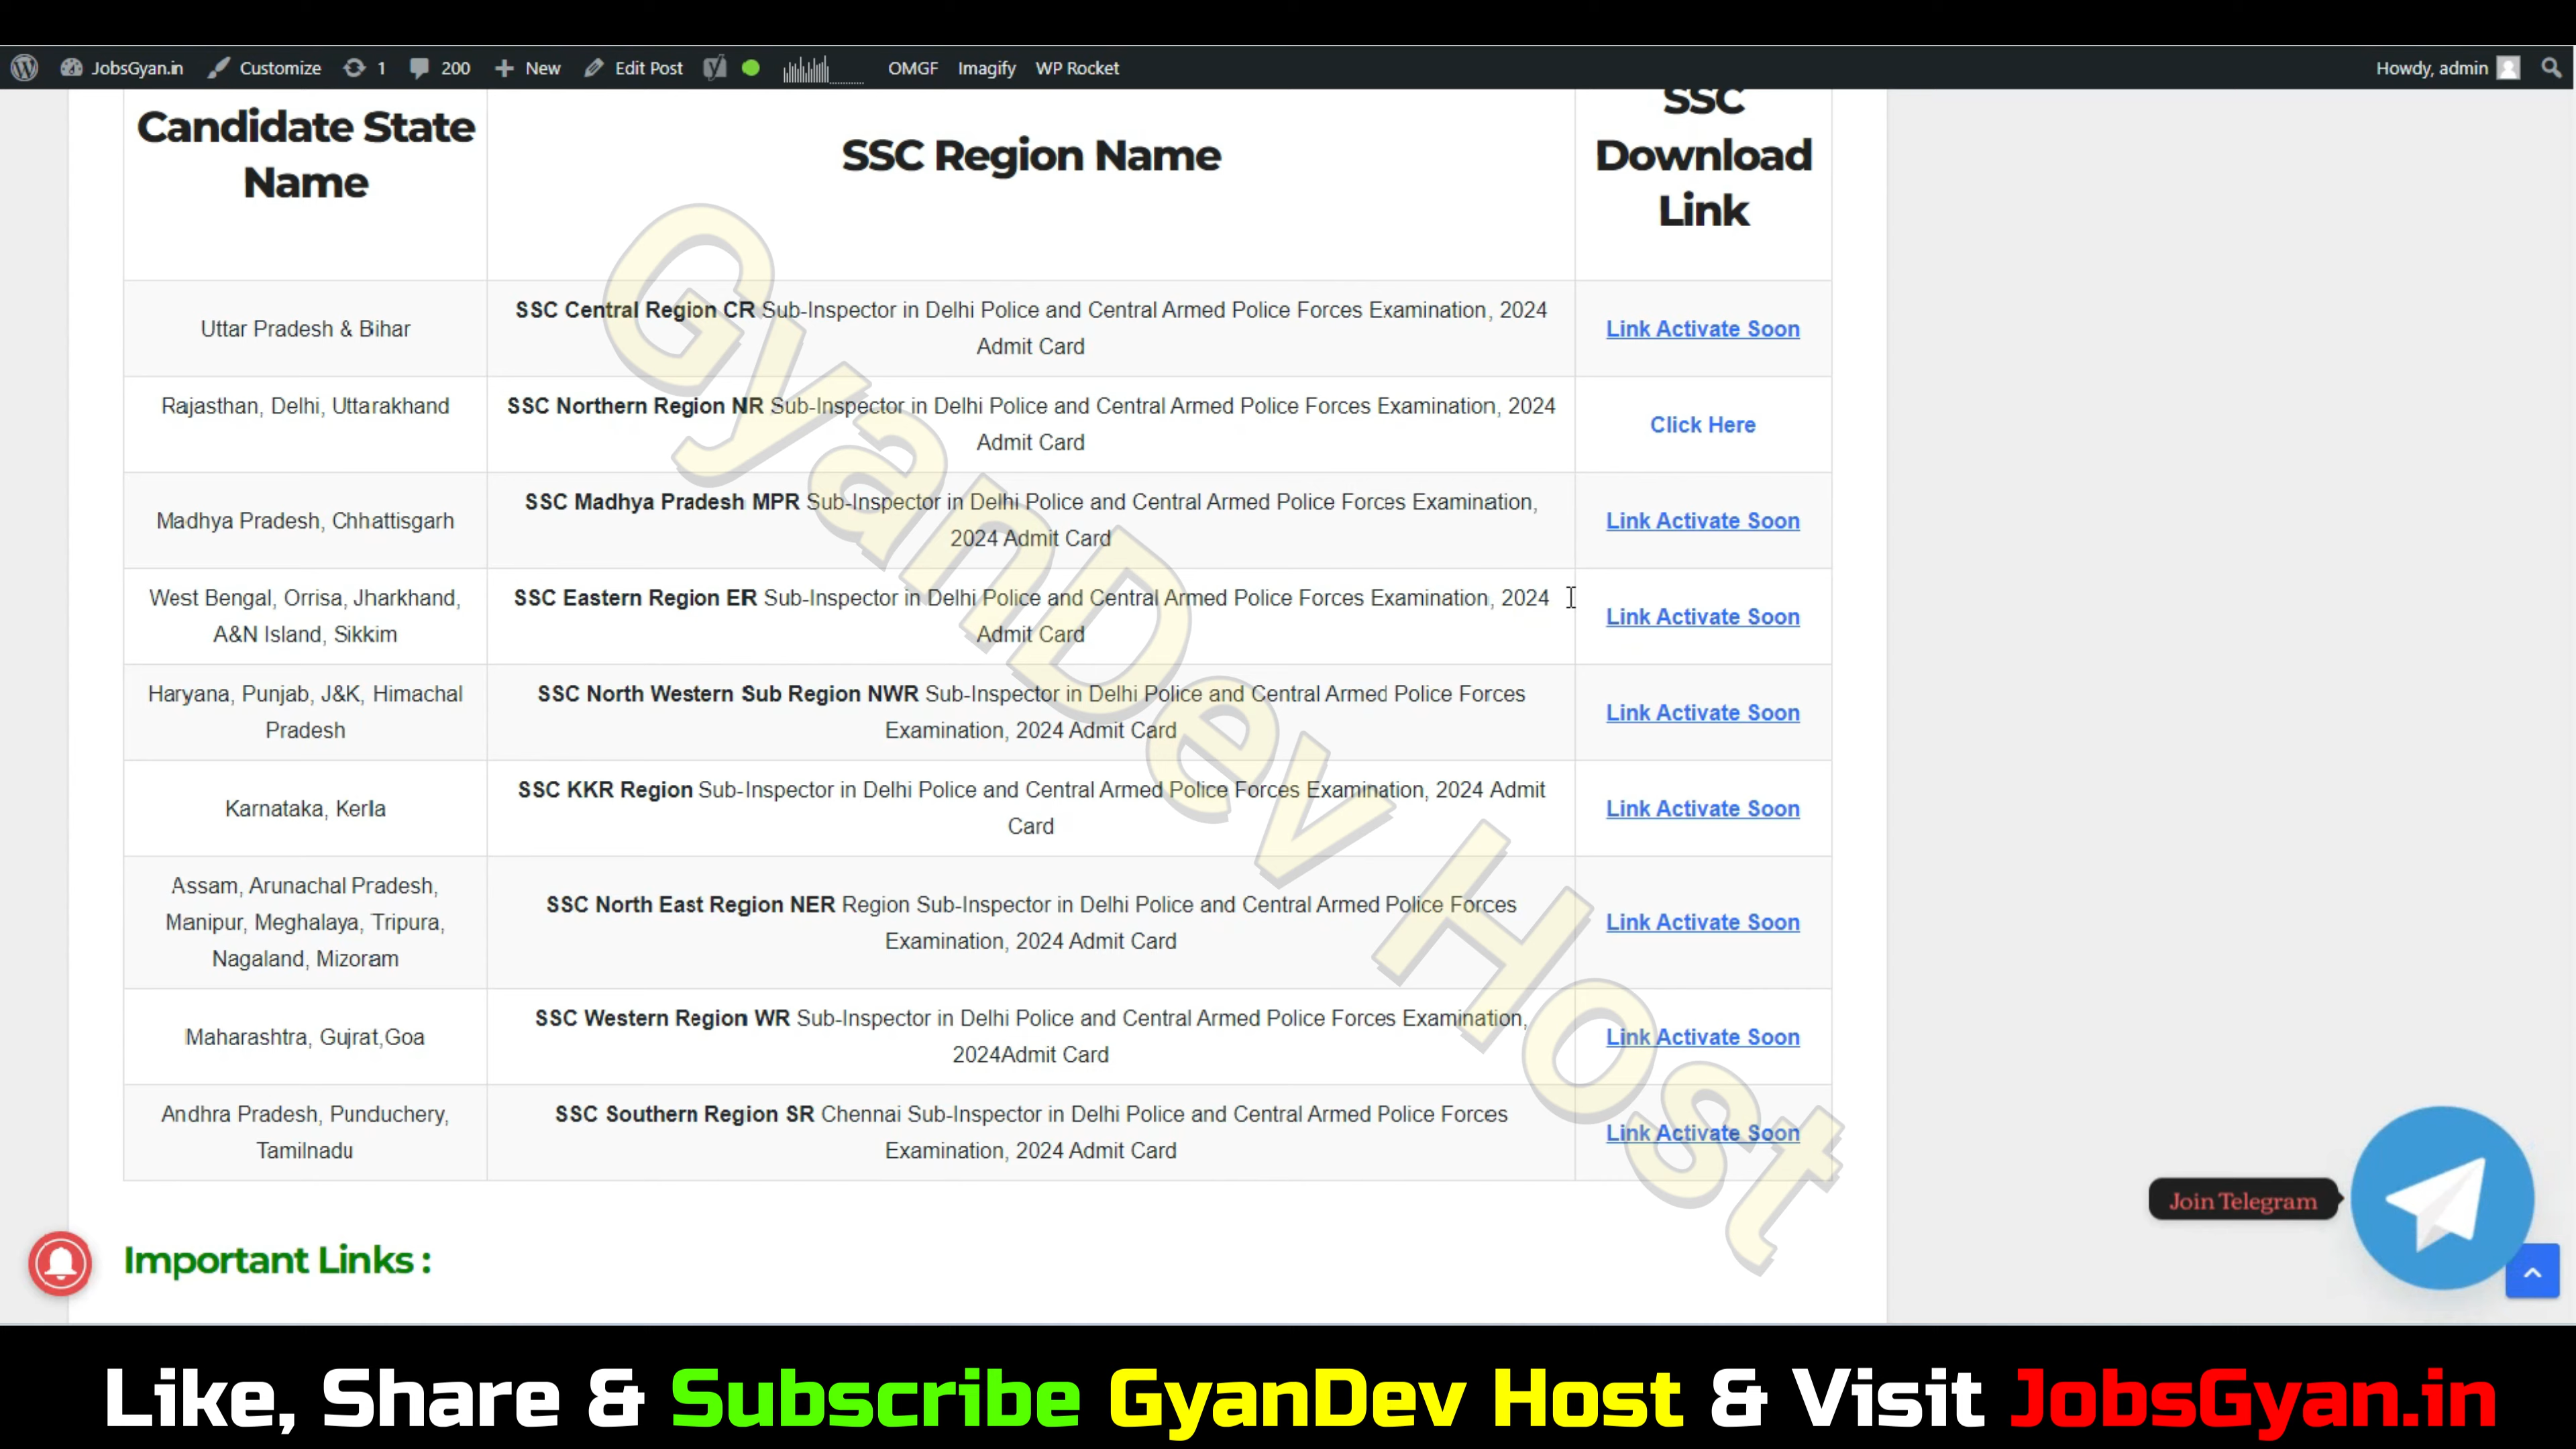 JobsGyan.in Customize 1 200 New Edit Post OMGF Imagify WP Rocket Howdy, admin
Candidate State
Name
SSC Region Name
SSC
Download
Link
Uttar Pradesh & Bihar
SSC Central Region CR Sub-Inspector in Delhi Police and Central Armed Police Forces Examination, 2024
Admit Card
Link Activate Soon
Rajasthan, Delhi, Uttarakhand
SSC Northern Region NR Sub-Inspector in Delhi Police and Central Armed Police Forces Examination, 2024
Admit Card
Click Here
Madhya Pradesh, Chhattisgarh
SSC Madhya Pradesh MPR Sub-Inspector in Delhi Police and Central Armed Police Forces Examination,
2024 Admit Card
Link Activate Soon
West Bengal, Orrisa, Jharkhand,
A&N Island, Sikkim
SSC Eastern Region ER Sub-Inspector in Delhi Police and Central Armed Police Forces Examination, 2024
Admit Card
Link Activate Soon
Haryana, Punjab, J&K, Himachal
Pradesh
SSC North Western Sub Region NWR Sub-Inspector in Delhi Police and Central Armed Police Forces
Examination, 2024 Admit Card
Link Activate Soon
Karnataka, Kerla
SSC KKR Region Sub-Inspector in Delhi Police and Central Armed Police Forces Examination, 2024 Admit
Card
Link Activate Soon
Assam, Arunachal Pradesh,
Manipur, Meghalaya, Tripura,
Nagaland, Mizoram
SSC North East Region NER Region Sub-Inspector in Delhi Police and Central Armed Police Forces
Examination, 2024 Admit Card
Link Activate Soon
Maharashtra, Gujrat,Goa
SSC Western Region WR Sub-Inspector in Delhi Police and Central Armed Police Forces Examination,
2024Admit Card
Link Activate Soon
Andhra Pradesh, Punduchery,
Tamilnadu
SSC Southern Region SR Chennai Sub-Inspector in Delhi Police and Central Armed Police Forces
Examination, 2024 Admit Card
Link Activate Soon
GyanDev Host
Join Telegram
Important Links :
Like, Share & Subscribe GyanDev Host & Visit JobsGyan.in